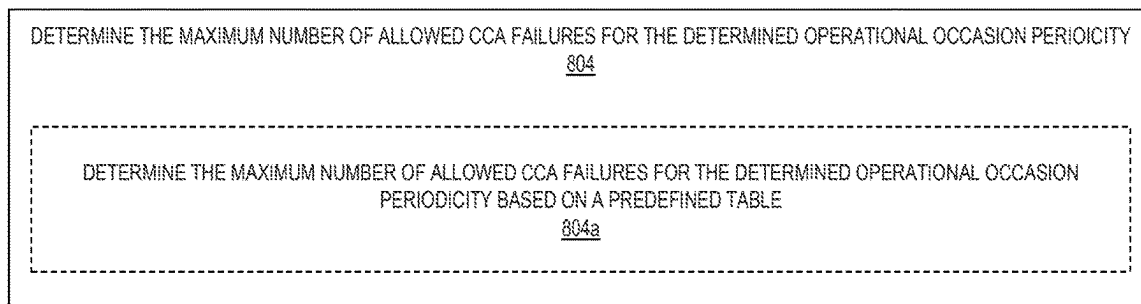 DETERMINE THE MAXIMUM NUMBER OF ALLOWED CCA FAILURES FOR THE DETERMINED OPERATIONAL OCCASION PERIOICITY
804
DETERMINE THE MAXIMUM NUMBER OF ALLOWED CCA FAILURES FOR THE DETERMINED OPERATIONAL OCCASION
PERIODICITY BASED ON A PREDEFINED TABLE
804a